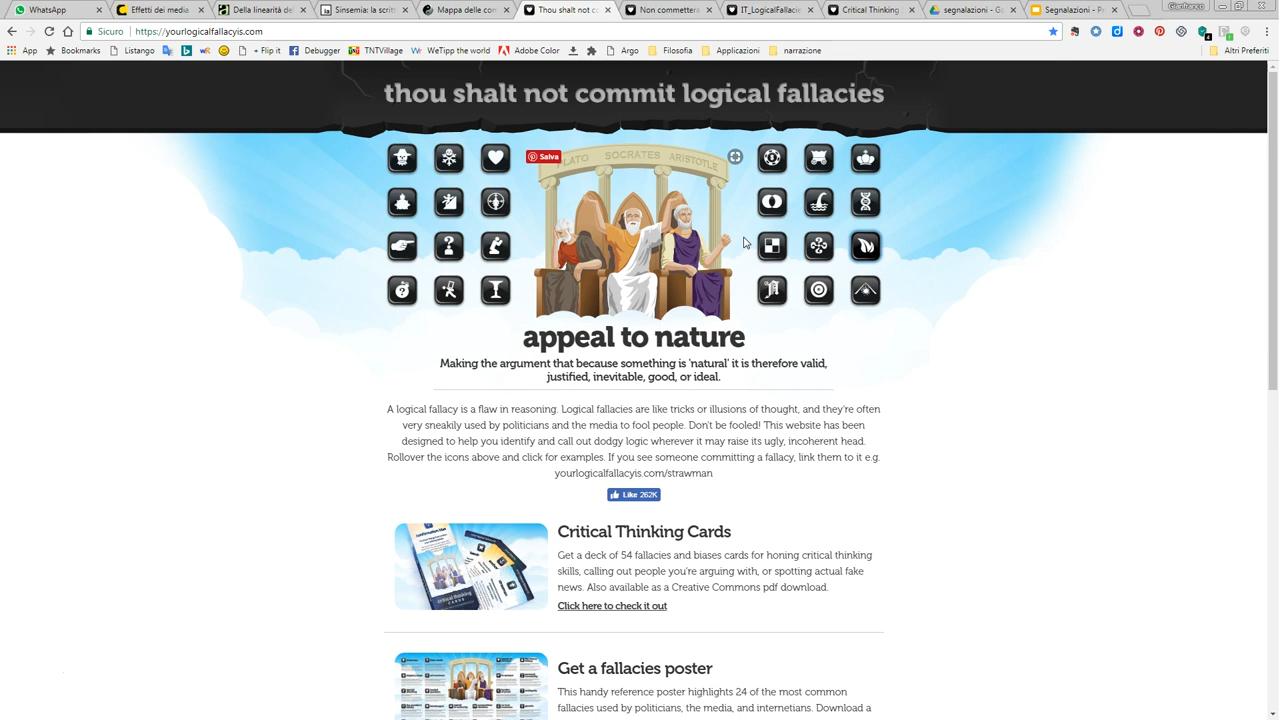 WhatsApp
Effetti dei media
Della linearità de
Sinsemia: la scritt
Mappa delle com
Thou shalt not co
Non commettera
IT_LogicalFallacie
Critical Thinking
segnalazioni - Go
Segnalazioni - Pr
Sicuro
https://yourlogicalfallacyis.com
App
Bookmarks
Listango
+ Flip it
Debugger
TNTVillage
WeTipp the world
Adobe Color
Argo
Filosofia
Applicazioni
narrazione
Altri Preferiti
thou shalt not commit logical fallacies
Salva
PLATO SOCRATES ARISTOTLE
appeal to nature
Making the argument that because something is 'natural' it is therefore valid,
justified, inevitable, good, or ideal.
A logical fallacy is a flaw in reasoning. Logical fallacies are like tricks or illusions of thought, and they're often
very sneakily used by politicians and the media to fool people. Don't be fooled! This website has been
designed to help you identify and call out dodgy logic wherever it may raise its ugly, incoherent head.
Rollover the icons above and click for examples. If you see someone committing a fallacy, link them to it e.g.
yourlogicalfallacyis.com/strawman
Like 262K
Critical Thinking Cards
Get a deck of 54 fallacies and biases cards for honing critical thinking
skills, calling out people you're arguing with, or spotting actual fake
news. Also available as a Creative Commons pdf download.
Click here to check it out
critical thinking
Get a fallacies poster
This handy reference poster highlights 24 of the most common
fallacies used by politicians, the media, and internetians. Downl